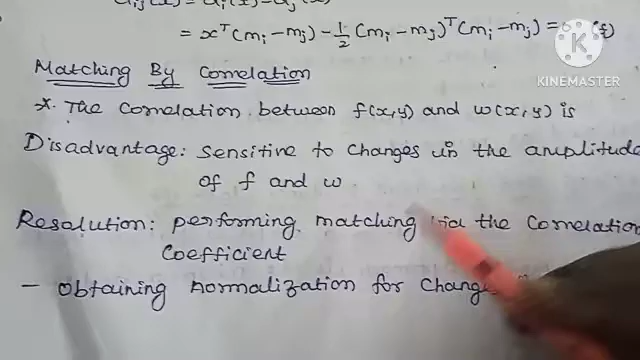 = x^T (m_i - m_j) - 1/2 (m_i - m_j)^T (m_i - m_j) = 0
KINEMASTER
Matching By Correlation
* The Correlation between f(x,y) and w(x,y) is
Disadvantage: Sensitive to changes in the amplitude
of f and w
Resolution: performing matching via the Correlation
Coefficient
- Obtaining normalization for change